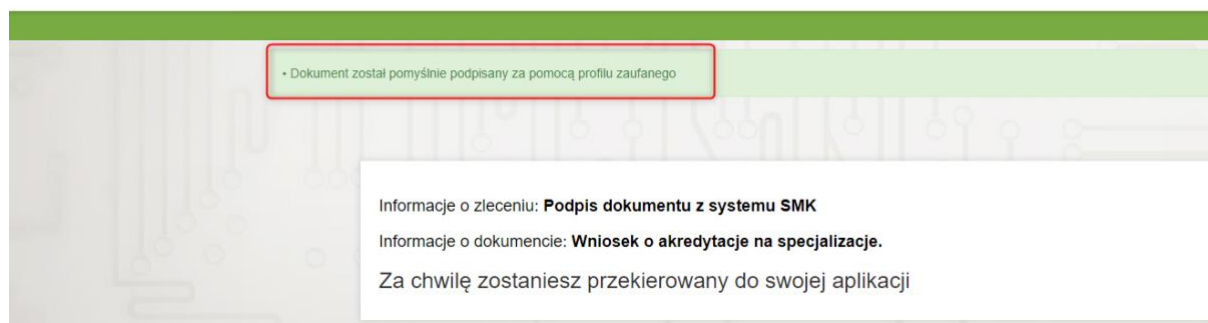 • Dokument został pomyślnie podpisany za pomocą profilu zaufanego
Informacje o zleceniu: Podpis dokumentu z systemu SMK
Informacje o dokumencie: Wniosek o akredytacje na specjalizacje.
Za chwilę zostaniesz przekierowany do swojej aplikacji